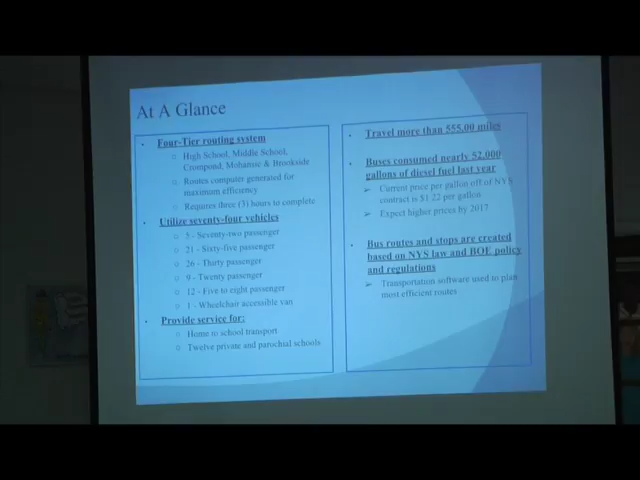 At A Glance
Four-Tier routing system
High School, Middle School,
Crompond, Mohansic & Brookside
Routes computer generated for
maximum efficiency
Requires three (3) hours to complete
Utilize seventy-four vehicles
5 - Seventy-two passenger
21 - Sixty-five passenger
26 - Thirty passenger
9 - Twenty passenger
12 - Five to eight passenger
1 - Wheelchair accessible van
Provide service for:
Home to school transport
Twelve private and parochial schools
Travel more than 555,00 miles
Buses consumed nearly 52,000
gallons of diesel fuel last year
Current price per gallon off of NYS
contract is $1.22 per gallon
Expect higher prices by 2017
Bus routes and stops are created
based on NYS law and BOE policy
and regulations
Transportation software used to plan
most efficient routes